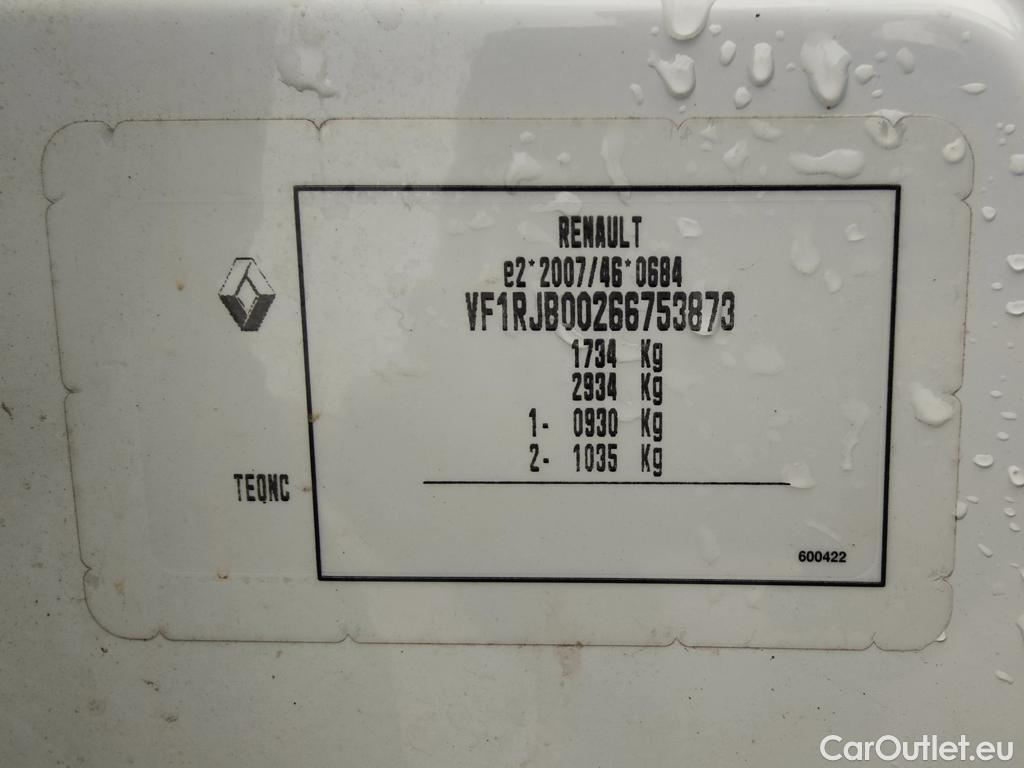 RENAULT
e2*2007/46*0684
VF1RJB00266753873
1734 Kg
2934 Kg
1- 0930 Kg
2- 1035 Kg
TEQNC
600422
CarOutlet.eu